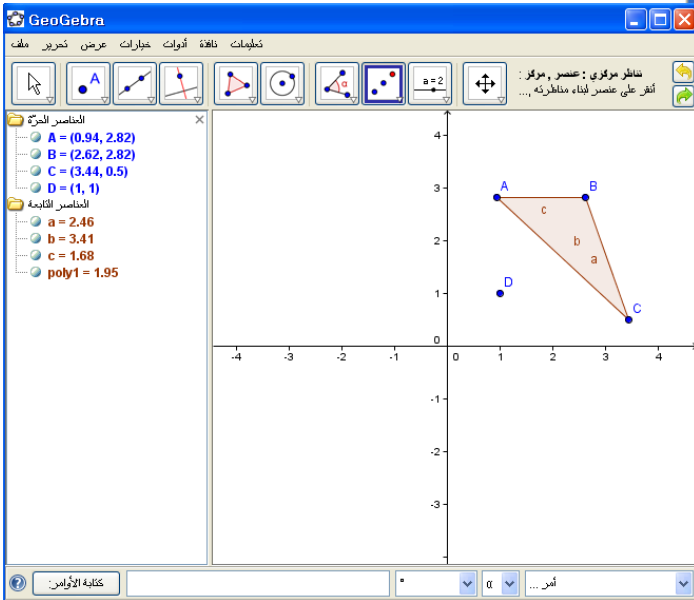 GeoGebra
ملف تحرير عرض خيارات أدوات نافذة تعليمات
A
α
a = 2
تناظر مركزي : عنصر , مركز :
أنقر على عنصر لبناء مناظرته ,...
العناصر الحرّة
A = (0.94, 2.82)
B = (2.62, 2.82)
C = (3.44, 0.5)
D = (1, 1)
العناصر التابعة
a = 2.46
b = 3.41
c = 1.68
poly1 = 1.95
4
3
2
1
0
-1
-2
-3
-4 -3 -2 -1 0 1 2 3 4
A B
c
b
a
D
C
كتابة الأوامر:
° α أمر ...